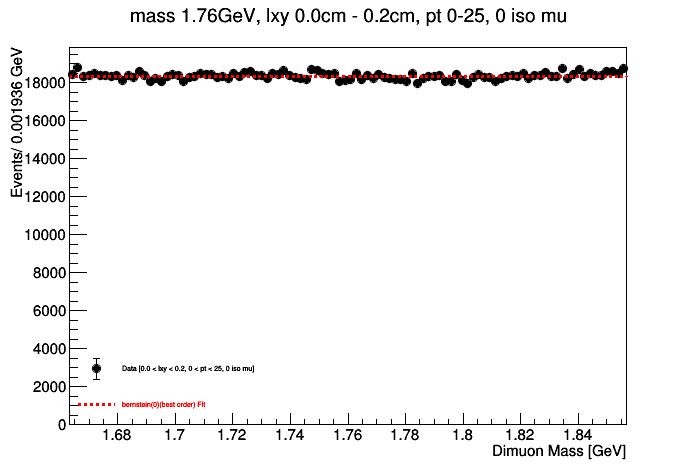 mass 1.76GeV, lxy 0.0cm - 0.2cm, pt 0-25, 0 iso mu
Events/ 0.001936 GeV
18000
16000
14000
12000
10000
8000
6000
4000
2000
0
Data [0.0 < lxy < 0.2, 0 < pt < 25, 0 iso mu]
bernstein(0)(best order) Fit
1.68 1.7 1.72 1.74 1.76 1.78 1.8 1.82 1.84
Dimuon Mass [GeV]